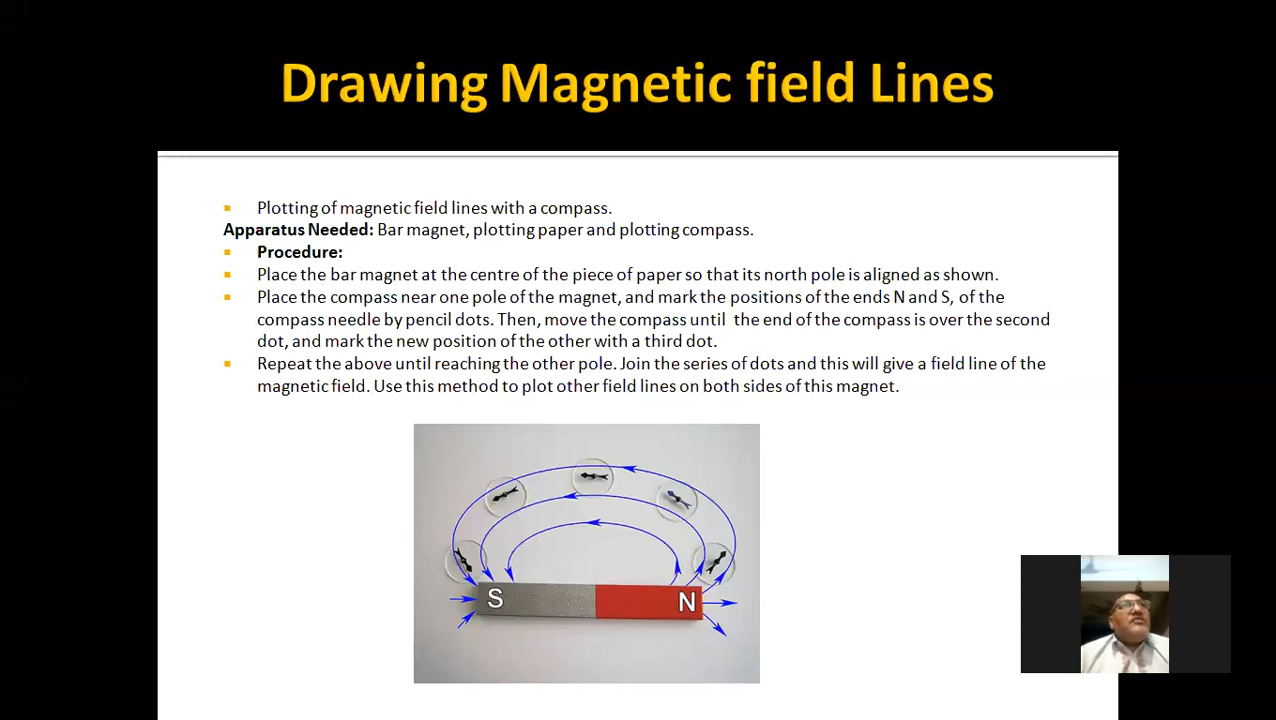 Drawing Magnetic field Lines
Plotting of magnetic field lines with a compass.
Apparatus Needed: Bar magnet, plotting paper and plotting compass.
Procedure:
Place the bar magnet at the centre of the piece of paper so that its north pole is aligned as shown.
Place the compass near one pole of the magnet, and mark the positions of the ends N and S, of the
compass needle by pencil dots. Then, move the compass until the end of the compass is over the second
dot, and mark the new position of the other with a third dot.
Repeat the above until reaching the other pole. Join the series of dots and this will give a field line of the
magnetic field. Use this method to plot other field lines on both sides of this magnet.
S N